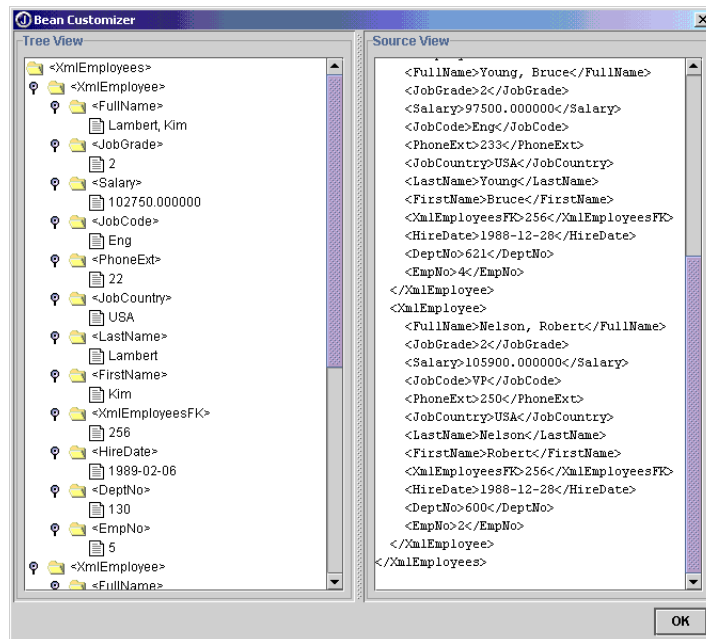 Bean Customizer
Tree View
<XmlEmployees>
<XmlEmployee>
<FullName>
Lambert, Kim
<JobGrade>
2
<Salary>
102750.000000
<JobCode>
Eng
<PhoneExt>
22
<JobCountry>
USA
<LastName>
Lambert
<FirstName>
Kim
<XmlEmployeesFK>
256
<HireDate>
1989-02-06
<DeptNo>
130
<EmpNo>
5
<XmlEmployee>
<FullName>
Source View
<FullName>Young, Bruce</FullName>
<JobGrade>2</JobGrade>
<Salary>97500.000000</Salary>
<JobCode>Eng</JobCode>
<PhoneExt>233</PhoneExt>
<JobCountry>USA</JobCountry>
<LastName>Young</LastName>
<FirstName>Bruce</FirstName>
<XmlEmployeesFK>256</XmlEmployeesFK>
<HireDate>1988-12-28</HireDate>
<DeptNo>621</DeptNo>
<EmpNo>4</EmpNo>
</XmlEmployee>
<XmlEmployee>
<FullName>Nelson, Robert</FullName>
<JobGrade>2</JobGrade>
<Salary>105900.000000</Salary>
<JobCode>VP</JobCode>
<PhoneExt>250</PhoneExt>
<JobCountry>USA</JobCountry>
<LastName>Nelson</LastName>
<FirstName>Robert</FirstName>
<XmlEmployeesFK>256</XmlEmployeesFK>
<HireDate>1988-12-28</HireDate>
<DeptNo>600</DeptNo>
<EmpNo>2</EmpNo>
</XmlEmployee>
</XmlEmployees>
OK